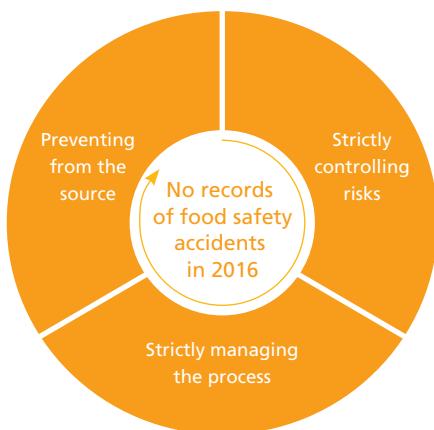 Preventing
from the
source
Strictly
controlling
risks
No records
of food safety
accidents
in 2016
Strictly managing
the process